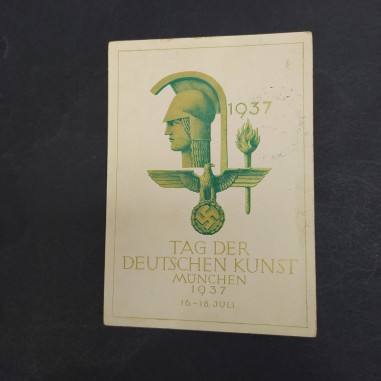 1937
TAG DER
DEUTSCHEN KUNST
MÜNCHEN
1937
16-18. JULI